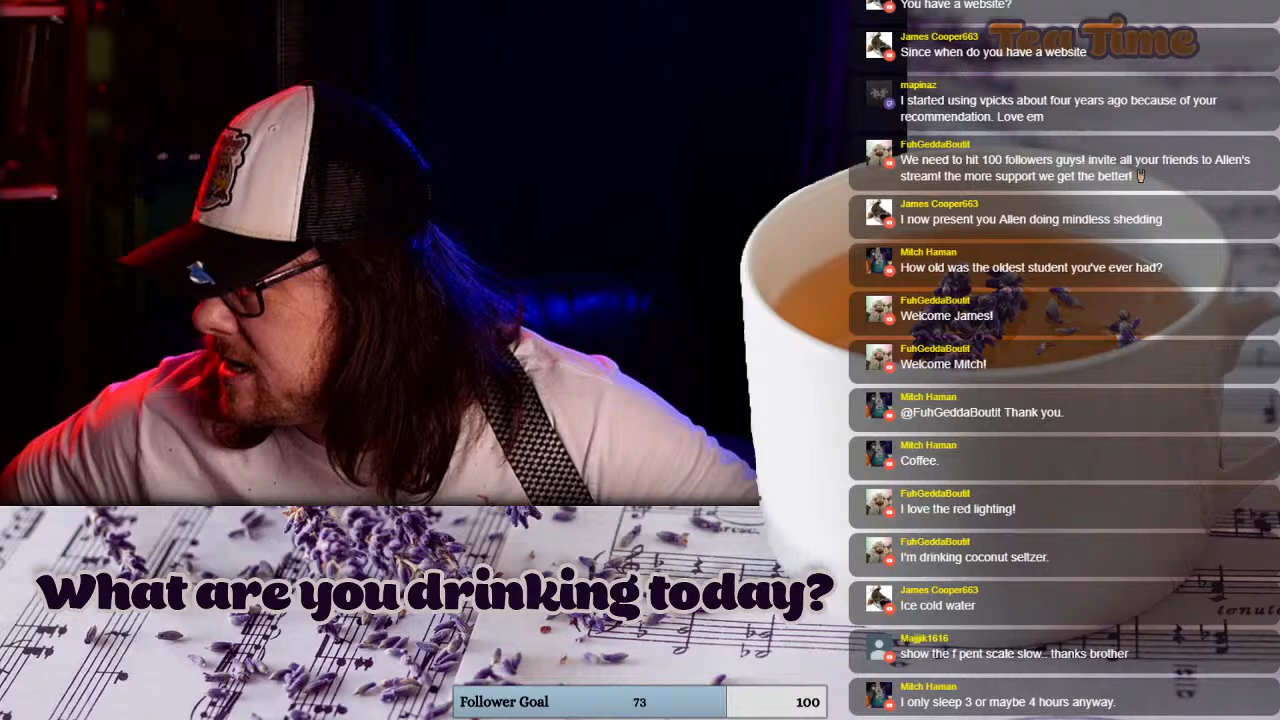 You have a website?
Tea Time
James Cooper663
Since when do you have a website
mapinaz
I started using vpicks about four years ago because of your
recommendation. Love em
FuhGeddaBoutit
We need to hit 100 followers guys! invite all your friends to Allen's
stream! the more support we get the better! 🤘
James Cooper663
I now present you Allen doing mindless shedding
Mitch Haman
How old was the oldest student you've ever had?
FuhGeddaBoutit
Welcome James!
FuhGeddaBoutit
Welcome Mitch!
Mitch Haman
@FuhGeddaBoutit Thank you.
Mitch Haman
Coffee.
FuhGeddaBoutit
I love the red lighting!
FuhGeddaBoutit
I'm drinking coconut seltzer.
James Cooper663
Ice cold water
Majjik1616
show the f pent scale slow.. thanks brother
Mitch Haman
I only sleep 3 or maybe 4 hours anyway.
What are you drinking today?
Follower Goal 73 100